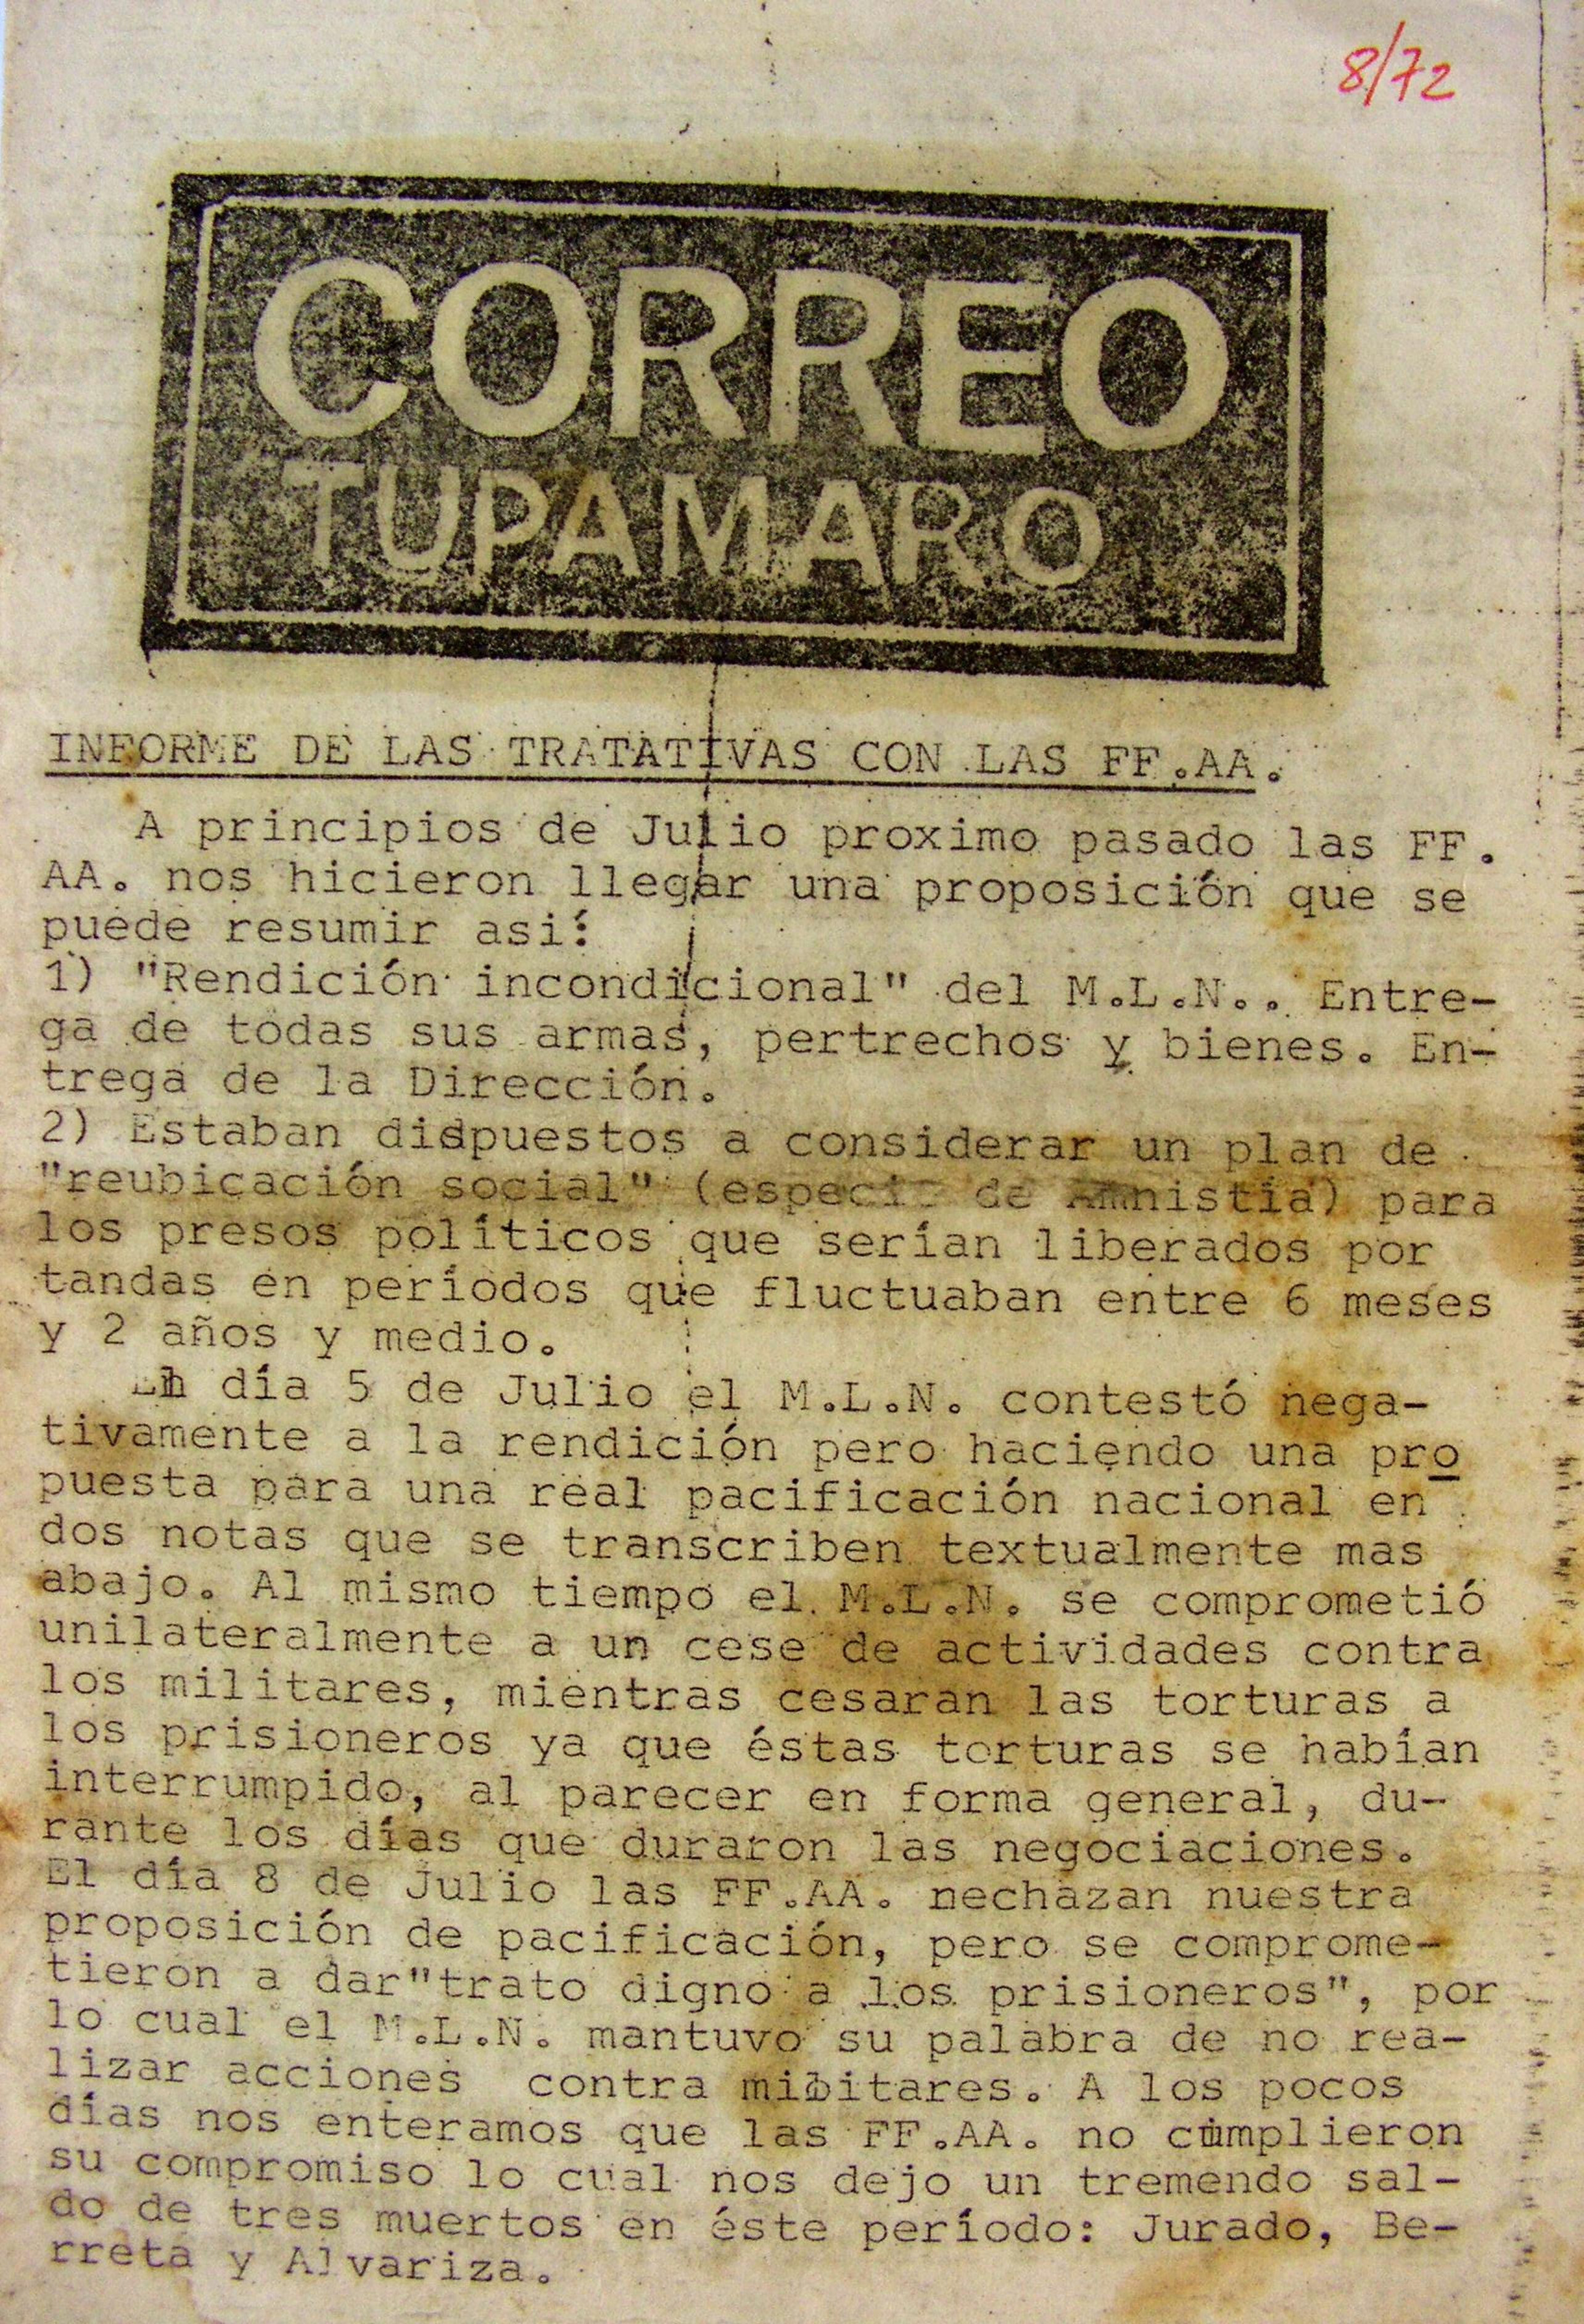 8/72
CORREO
TUPAMARO
INFORME DE LAS TRATATIVAS CON LAS FF.AA.
A principios de Julio proximo pasado las FF.
AA. nos hicieron llegar una proposición que se
puede resumir asi:
1) "Rendición incondicional" del M.L.N.. Entre-
ga de todas sus armas, pertrechos y bienes. En-
trega de la Dirección.
2) Estaban dispuestos a considerar un plan de
"reubicación social" (especie de Amnistia) para
los presos políticos que serían liberados por
tandas en períodos que fluctuaban entre 6 meses
y 2 años y medio.
día 5 de Julio el M.L.N. contestó nega-
tivamente a la rendición pero haciendo una pro
puesta para una real pacificación nacional en
dos notas que se transcriben textualmente mas
abajo. Al mismo tiempo el M.L.N. se comprometió
unilateralmente a un cese de actividades contra
los militares, mientras cesaran las torturas a
los prisioneros ya que éstas torturas se habían
interrumpido, al parecer en forma general, du-
rante los días que duraron las negociaciones.
El día 8 de Julio las FF.AA. nechazan nuestra
proposición de pacificación, pero se comprome-
tieron a dar"trato digno a los prisioneros", por
lo cual el M.L.N. mantuvo su palabra de no rea-
lizar acciones contra militares. A los pocos
días nos enteramos que las FF.AA. no cumplieron
su compromiso lo cual nos dejo un tremendo sal-
do de tres muertos en éste período: Jurado, Be-
rreta y Alvariza.